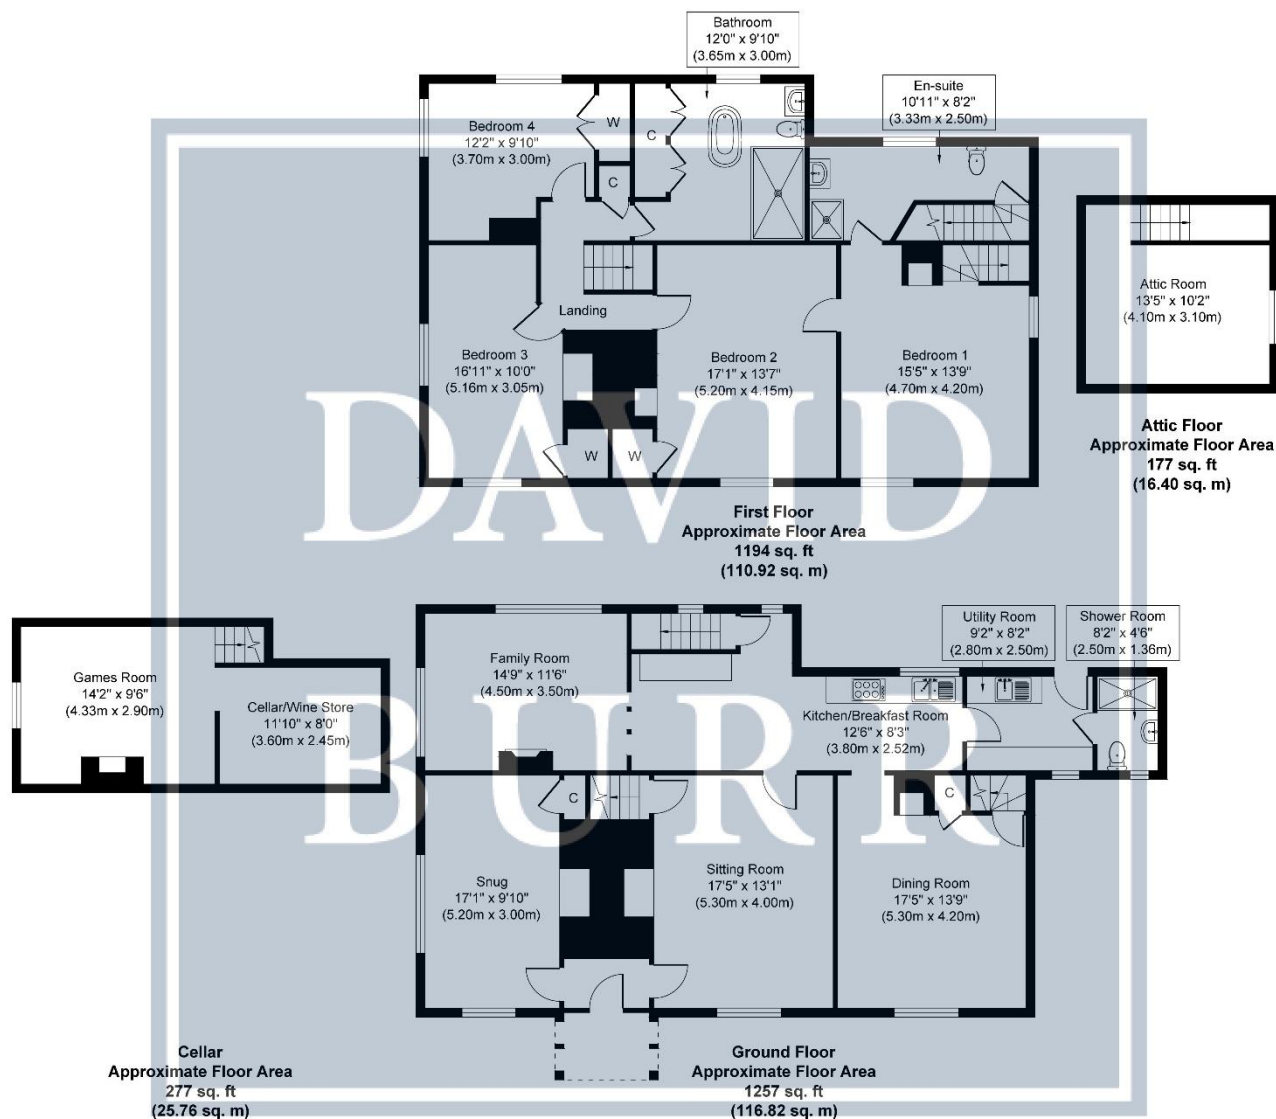 Bathroom
12'0" x 9'10"
(3.65m x 3.00m)
En-suite
10'11" x 8'2"
(3.33m x 2.50m)
Bedroom 4
12'2" x 9'10"
(3.70m x 3.00m)
W
C
C
Landing
Bedroom 3
16'11" x 10'0"
(5.16m x 3.05m)
Bedroom 2
17'1" x 13'7"
(5.20m x 4.15m)
Bedroom 1
15'5" x 13'9"
(4.70m x 4.20m)
W
W
Attic Room
13'5" x 10'2"
(4.10m x 3.10m)
Attic Floor
Approximate Floor Area
177 sq. ft
(16.40 sq. m)
DAVID
BURR
First Floor
Approximate Floor Area
1194 sq. ft
(110.92 sq. m)
Games Room
14'2" x 9'6"
(4.33m x 2.90m)
Cellar/Wine Store
11'10" x 8'0"
(3.60m x 2.45m)
Family Room
14'9" x 11'6"
(4.50m x 3.50m)
Utility Room
9'2" x 8'2"
(2.80m x 2.50m)
Shower Room
8'2" x 4'6"
(2.50m x 1.36m)
Kitchen/Breakfast Room
12'6" x 8'3"
(3.80m x 2.52m)
C
C
Snug
17'1" x 9'10"
(5.20m x 3.00m)
Sitting Room
17'5" x 13'1"
(5.30m x 4.00m)
Dining Room
17'5" x 13'9"
(5.30m x 4.20m)
Cellar
Approximate Floor Area
277 sq. ft
(25.76 sq. m)
Ground Floor
Approximate Floor Area
1257 sq. ft
(116.82 sq. m)